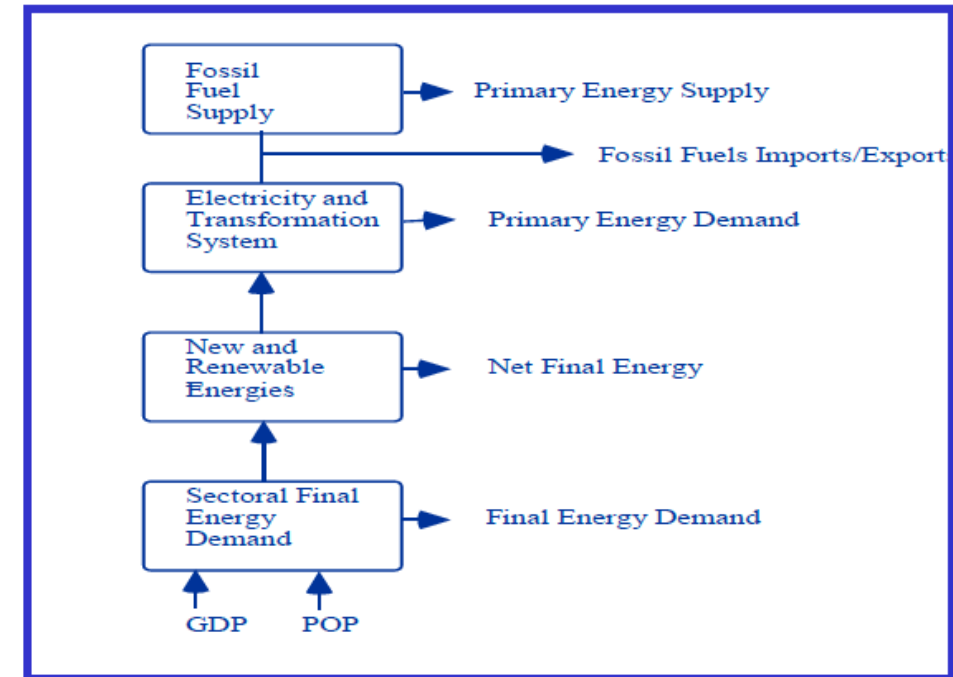 Fossil
Fuel
Supply
Primary Energy Supply
Fossil Fuels Imports/Exports
Electricity and
Transformation
System
Primary Energy Demand
New and
Renewable
Energies
Net Final Energy
Sectoral Final
Energy
Demand
Final Energy Demand
GDP POP